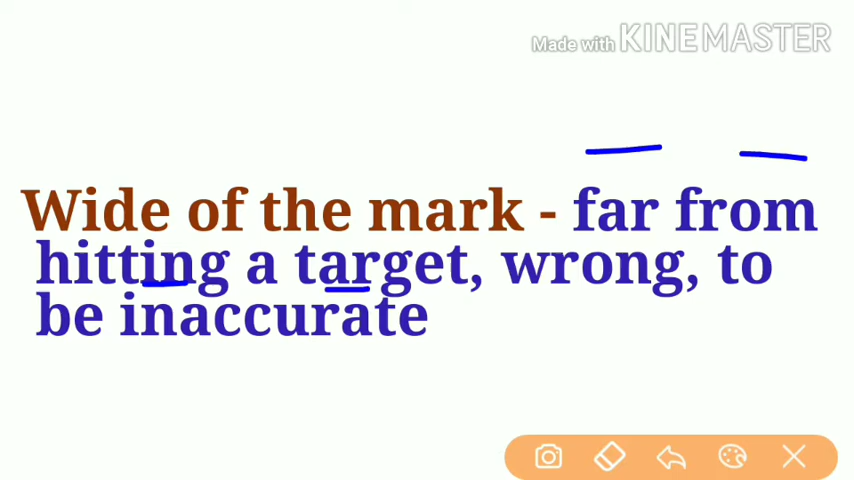 Made with KINEMASTER
Wide of the mark - far from
hitting a target, wrong, to
be inaccurate